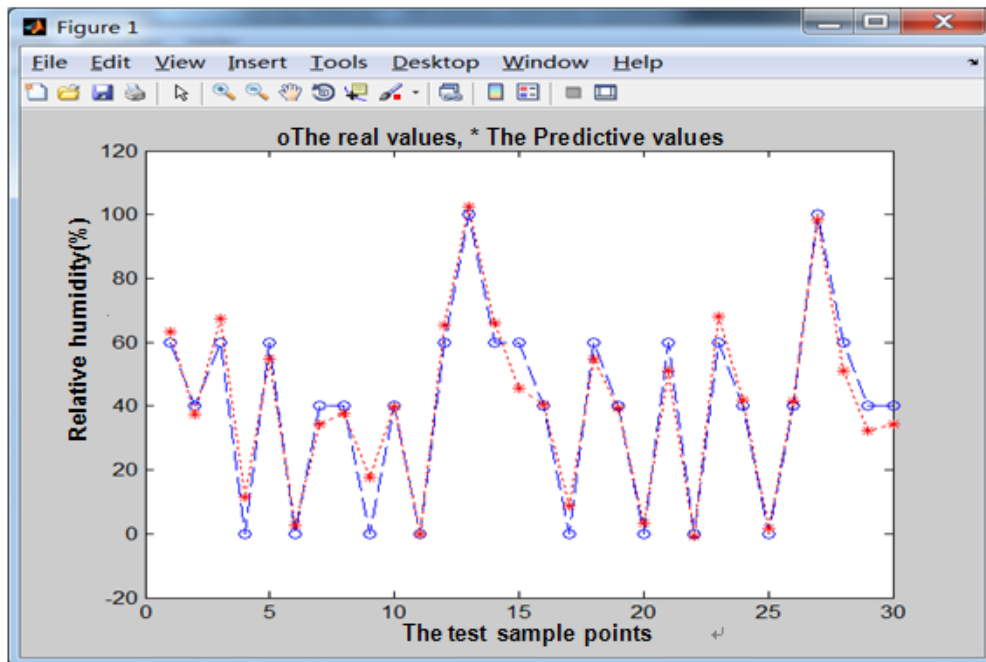 Figure 1
File Edit View Insert Tools Desktop Window Help
oThe real values, * The Predictive values
Relative humidity(%)
120
100
80
60
40
20
0
-20
0 5 10 15 20 25 30
The test sample points